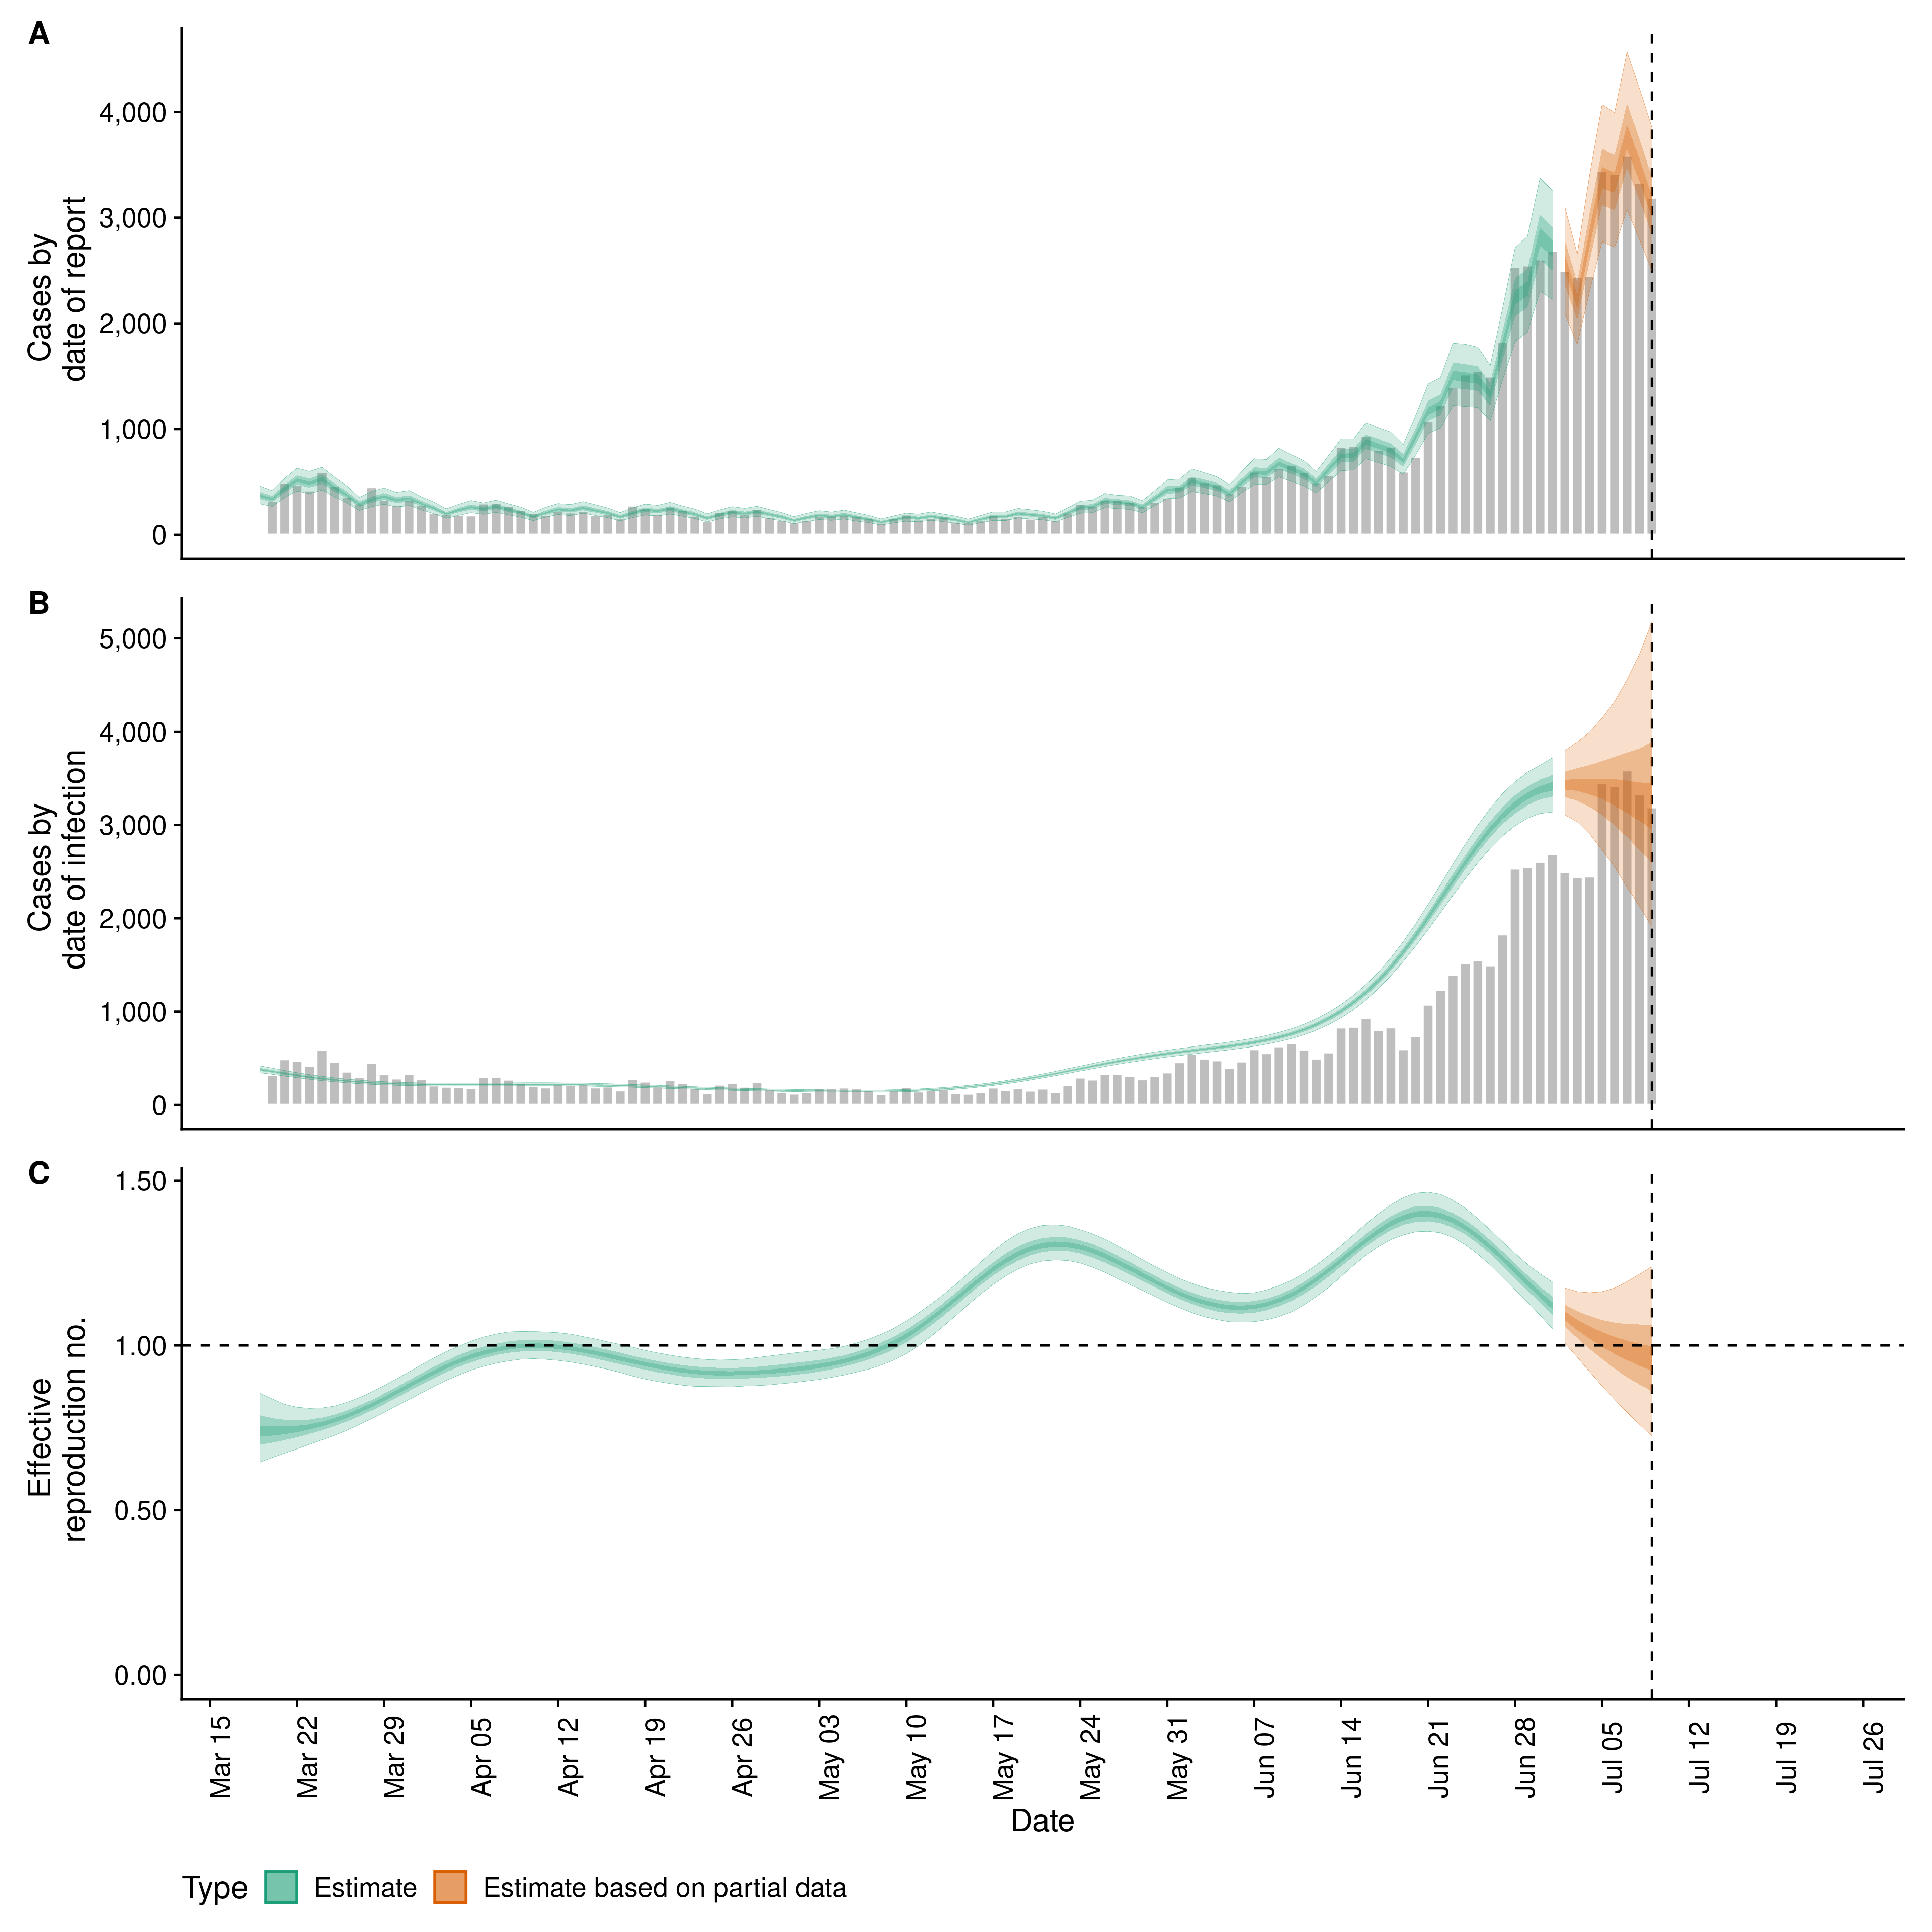 A
Cases by
date of report
4,000
3,000
2,000
1,000
0
B
Cases by
date of infection
5,000
4,000
3,000
2,000
1,000
0
C
Effective
reproduction no.
1.50
1.00
0.50
0.00
Mar 15
Mar 22
Mar 29
Apr 05
Apr 12
Apr 19
Apr 26
May 03
May 10
May 17
May 24
May 31
Jun 07
Jun 14
Jun 21
Jun 28
Jul 05
Jul 12
Jul 19
Jul 26
Date
Type Estimate Estimate based on partial data